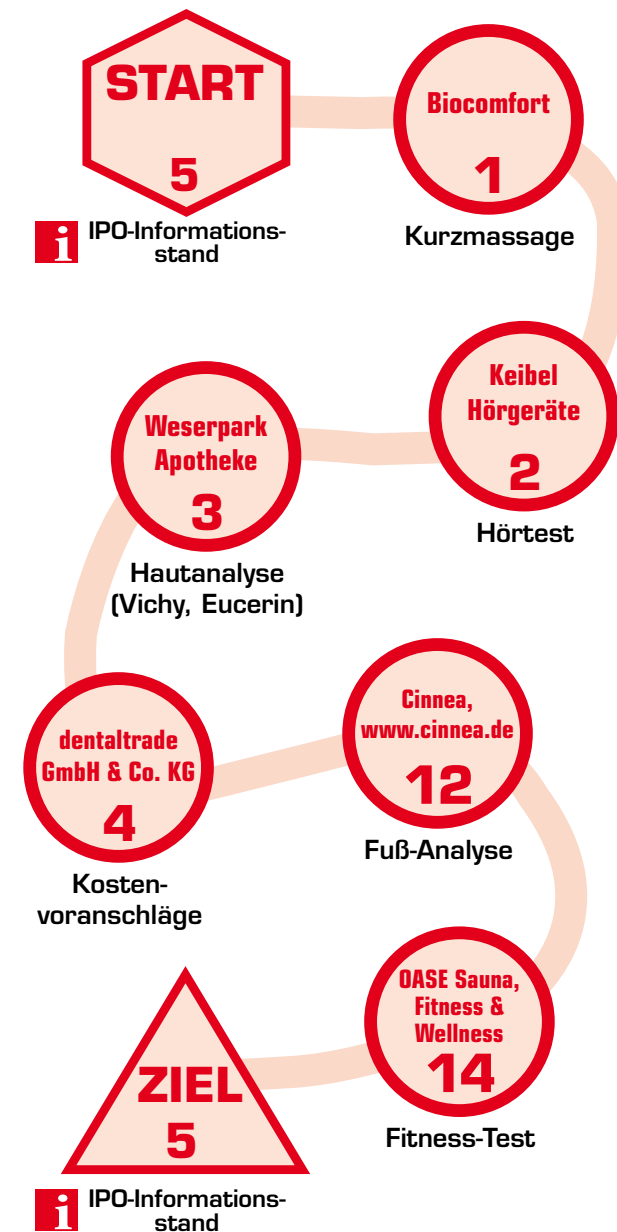 START
5
i IPO-Informations-
stand
Biocomfort
1
Kurzmassage
Keibel
Hörgeräte
2
Hörtest
Weserpark
Apotheke
3
Hautanalyse
(Vichy, Eucerin)
dentaltrade
GmbH & Co. KG
4
Kosten-
voranschläge
Cinnea,
www.cinnea.de
12
Fuß-Analyse
OASE Sauna,
Fitness &
Wellness
14
Fitness-Test
ZIEL
5
i IPO-Informations-
stand